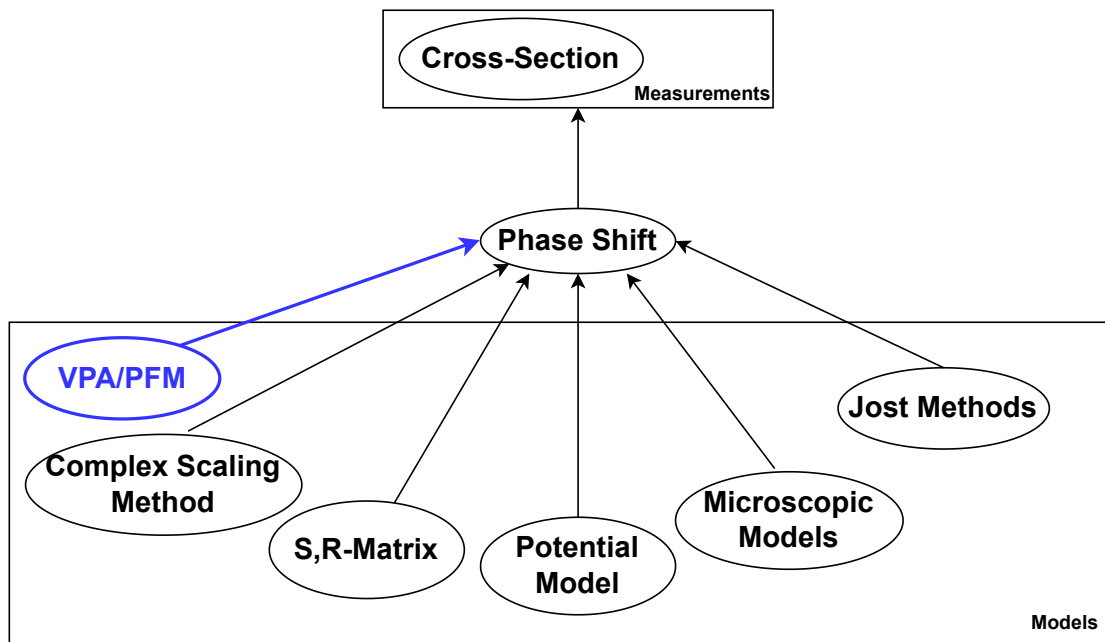 Cross-Section
Measurements
Phase Shift
VPA/PFM
Jost Methods
Complex Scaling
Method
Microscopic
Models
S,R-Matrix
Potential
Model
Models